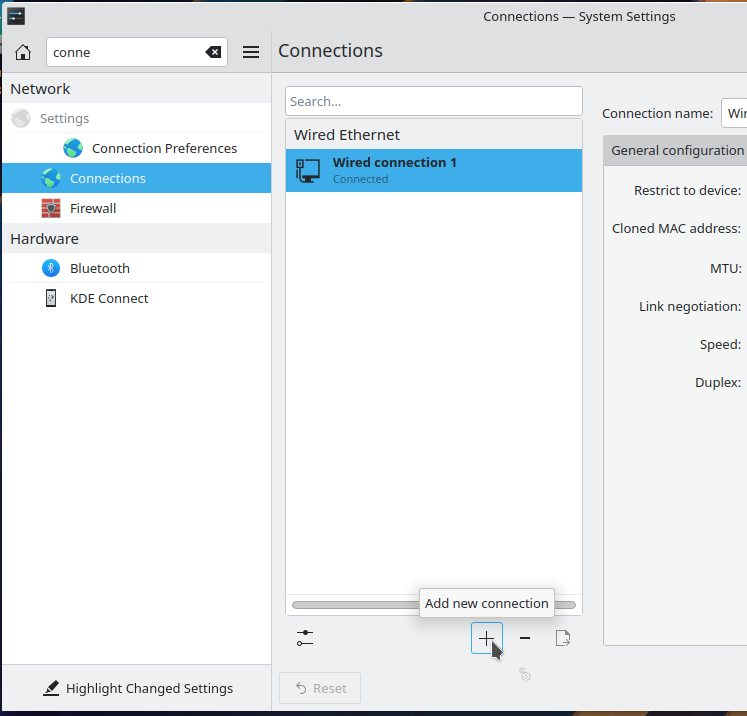 Connections — System Settings
conne
Connections
Network
Settings
Connection Preferences
Connections
Firewall
Hardware
Bluetooth
KDE Connect
Highlight Changed Settings
Search...
Wired Ethernet
Wired connection 1
Connected
Add new connection
Reset
Connection name: Wir
General configuration
Restrict to device:
Cloned MAC address:
MTU:
Link negotiation:
Speed:
Duplex: